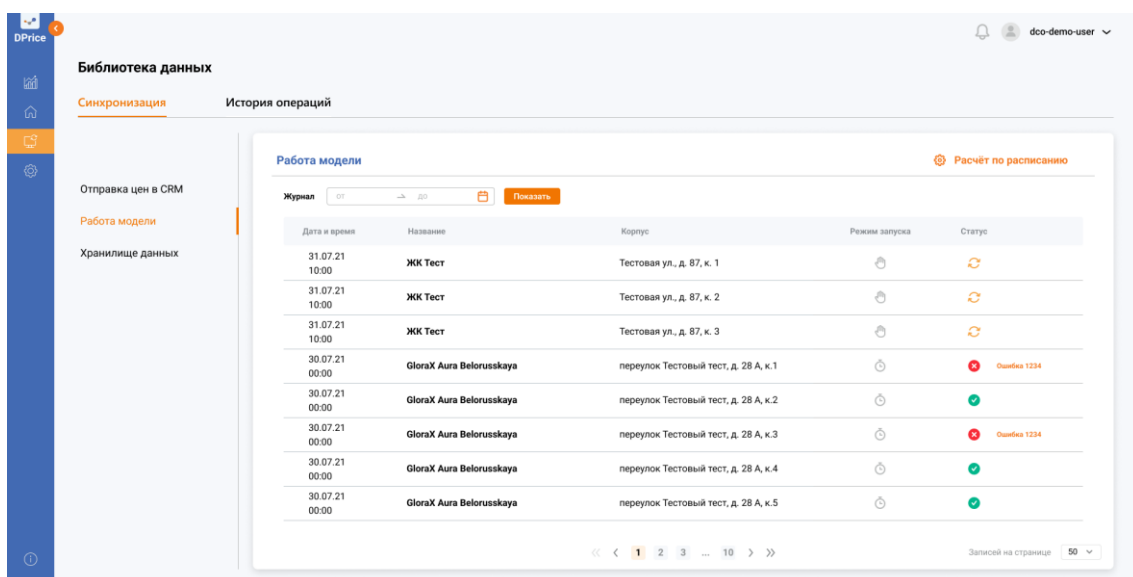 DPrice
dco-demo-user
Библиотека данных
Синхронизация
История операций
Отправка цен в CRM
Работа модели
Хранилище данных
Работа модели
Расчёт по расписанию
Журнал от до Показать
Дата и время Название Корпус Режим запуска Статус
31.07.21
10:00
ЖК Тест Тестовая ул., д. 87, к. 1
31.07.21
10:00
ЖК Тест Тестовая ул., д. 87, к. 2
31.07.21
10:00
ЖК Тест Тестовая ул., д. 87, к. 3
30.07.21
00:00
GloraX Aura Belorusskaya переулок Тестовый тест, д. 28 А, к.1 Ошибка 1234
30.07.21
00:00
GloraX Aura Belorusskaya переулок Тестовый тест, д. 28 А, к.2
30.07.21
00:00
GloraX Aura Belorusskaya переулок Тестовый тест, д. 28 А, к.3 Ошибка 1234
30.07.21
00:00
GloraX Aura Belorusskaya переулок Тестовый тест, д. 28 А, к.4
30.07.21
00:00
GloraX Aura Belorusskaya переулок Тестовый тест, д. 28 А, к.5
1 2 3 ... 10
Записей на странице 50